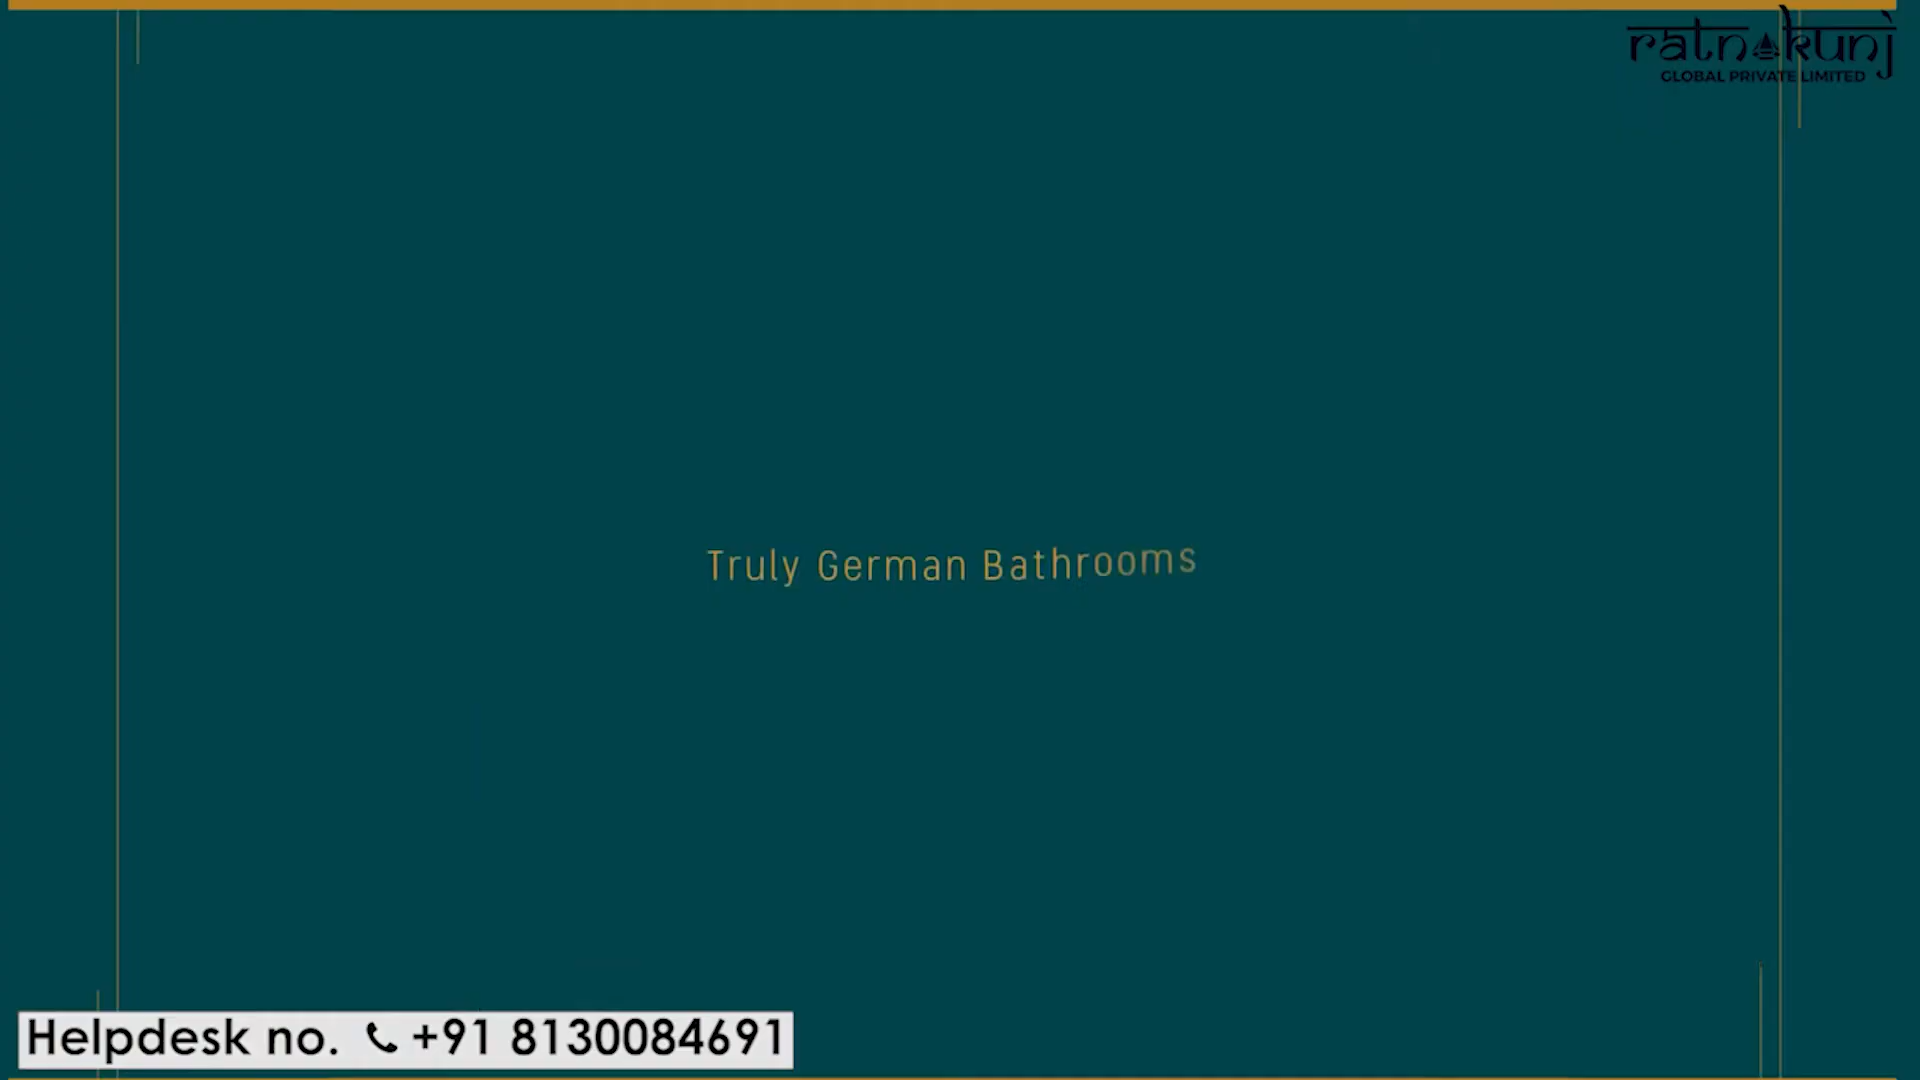 ratnakunj
GLOBAL PRIVATE LIMITED
Truly German Bathrooms
Helpdesk no. +91 8130084691